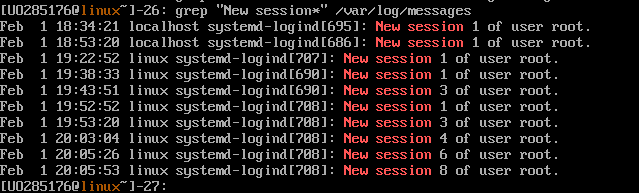 [UO285176@linux~]-26: grep "New session*" /var/log/messages
Feb  1 18:34:21 localhost systemd-logind[695]: New session 1 of user root.
Feb  1 18:53:20 localhost systemd-logind[686]: New session 1 of user root.
Feb  1 19:22:52 linux systemd-logind[707]: New session 1 of user root.
Feb  1 19:38:33 linux systemd-logind[690]: New session 1 of user root.
Feb  1 19:43:51 linux systemd-logind[690]: New session 3 of user root.
Feb  1 19:52:52 linux systemd-logind[708]: New session 1 of user root.
Feb  1 19:53:20 linux systemd-logind[708]: New session 3 of user root.
Feb  1 20:03:04 linux systemd-logind[708]: New session 4 of user root.
Feb  1 20:05:26 linux systemd-logind[708]: New session 6 of user root.
Feb  1 20:05:53 linux systemd-logind[708]: New session 8 of user root.
[UO285176@linux~]-27: